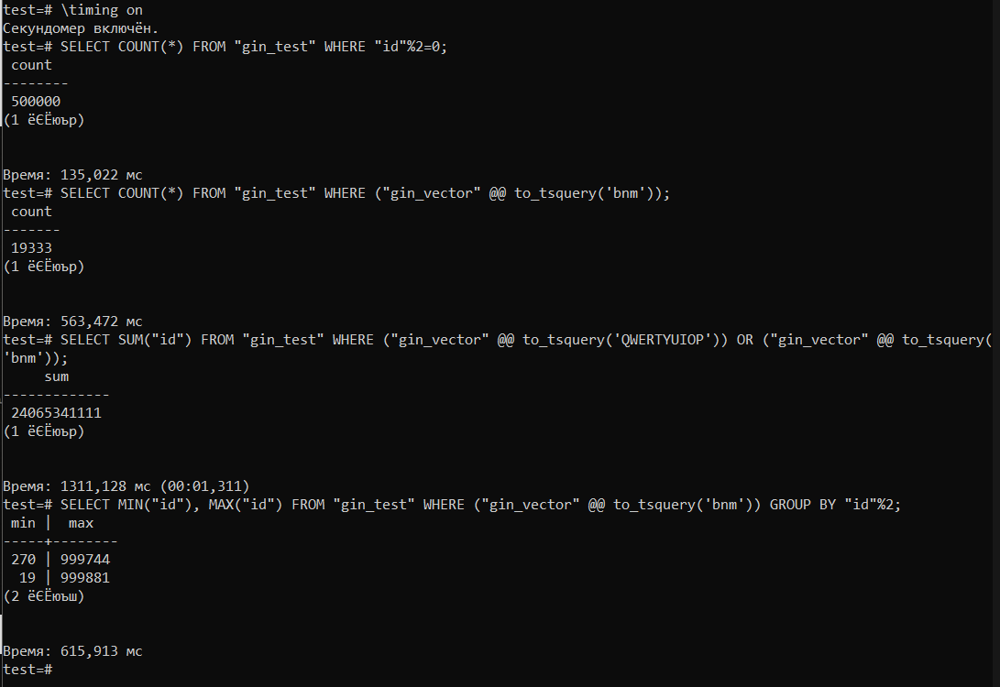 test=# \timing on
Секундомер включён.
test=# SELECT COUNT(*) FROM "gin_test" WHERE "id"%2=0;
 count
--------
 500000
(1 ёЄЁюър)
Время: 135,022 мс
test=# SELECT COUNT(*) FROM "gin_test" WHERE ("gin_vector" @@ to_tsquery('bnm'));
 count
-------
 19333
(1 ёЄЁюър)
Время: 563,472 мс
test=# SELECT SUM("id") FROM "gin_test" WHERE ("gin_vector" @@ to_tsquery('QWERTYUIOP')) OR ("gin_vector" @@ to_tsquery(
'bnm'));
     sum
-------------
 24065341111
(1 ёЄЁюър)
Время: 1311,128 мс (00:01,311)
test=# SELECT MIN("id"), MAX("id") FROM "gin_test" WHERE ("gin_vector" @@ to_tsquery('bnm')) GROUP BY "id"%2;
 min |  max
-----+--------
 270 | 999744
  19 | 999881
(2 ёЄЁюъш)
Время: 615,913 мс
test=#